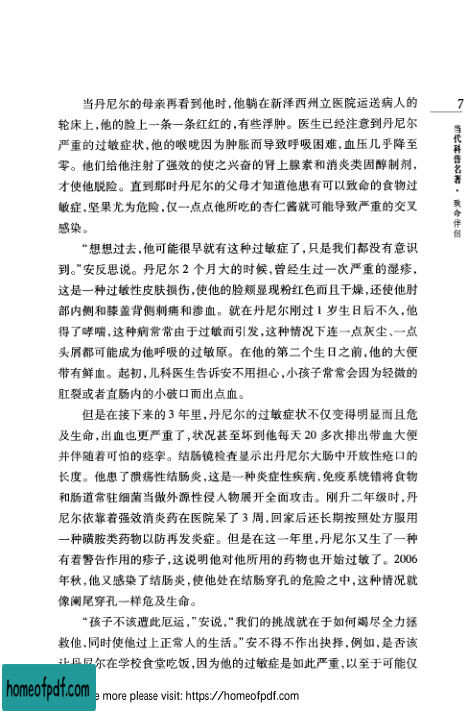 当丹尼尔的母亲再看到他时,他躺在新泽西州立医院运送病人的
轮床上,他的脸上一条一条红红的,有些浮肿。医生已经注意到丹尼尔
严重的过敏症状,他的喉咙因为肿胀而导致呼吸困难,血压几乎降至
零。他们给他注射了强效的使之兴奋的肾上腺素和消炎类固醇制剂,
才使他脱险。直到那时丹尼尔的父母才知道他患有可以致命的食物过
敏症,坚果尤为危险,仅一点点他所吃的杏仁酱就可能导致严重的交叉
感染。
“想想过去,他可能很早就有这种过敏症了,只是我们都没有意识
到。”安反思说。丹尼尔 2 个月大的时候,曾经生过一次严重的湿疹,
这是一种过敏性皮肤损伤,使他的脸颊显现粉红色而且干燥,还使他肘
部内侧和膝盖背侧刺痛和渗血。就在丹尼尔刚过 1 岁生日后不久,他
得了哮喘,这种病常常由于过敏而引发,这种情况下连一点灰尘、一点
头屑都可能成为他呼吸的过敏原。在他的第二个生日之前,他的大便
带有鲜血。起初,儿科医生告诉安不用担心,小孩子常常会因为轻微的
肛裂或者直肠内的小破口而出点血。
但是在接下来的 3 年里,丹尼尔的过敏症状不仅变得明显而且危
及生命,出血也更严重了,状况甚至坏到他每天 20 多次排出带血大便
并伴随着可怕的痉挛。结肠镜检查显示出丹尼尔大肠中开放性疮口的
长度。他患了溃疡性结肠炎,这是一种炎症性疾病,免疫系统错将食物
和肠道常驻细菌当做外源性侵入物展开全面攻击。刚升二年级时,丹
尼尔依靠着强效消炎药在医院呆了 3 周,回家后还长期按照处方服用
一种磺胺类药物以防再发炎症。但是在这一年里,丹尼尔又生了一种
有着警告作用的疹子,这说明他对他所用的药物也开始过敏了。2006
年秋,他又感染了结肠炎,使他处在结肠穿孔的危险之中,这种情况就
像阑尾穿孔一样危及生命。
“孩子不该遭此厄运,”安说,“我们的挑战就在于如何竭尽全力拯
救他,同时使他过上正常人的生活。”安不得不作出抉择,例如,是否该
让丹尼尔在学校食堂吃饭,因为他的过敏症是如此严重,以至于可能仅
7
当代科普名著·致命伴侣
homeofpdf.com
e more please visit: https://homeofpdf.com